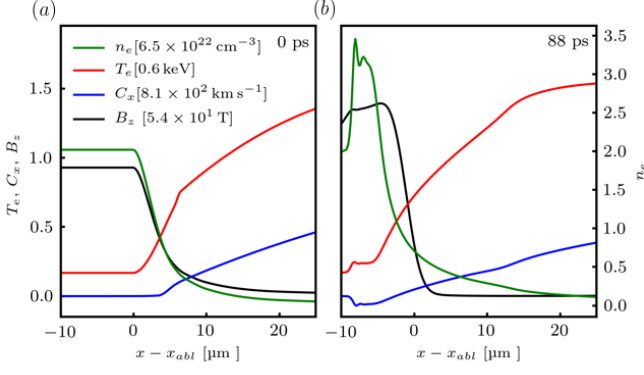 (a)
(b)
0 ps
88 ps
n_e [6.5 × 10^22 cm^−3]
T_e [0.6 keV]
C_x [8.1 × 10^2 km s^−1]
B_z [5.4 × 10^1 T]
T_e, C_x, B_z
1.5
1.0
0.5
0.0
−10
0
10
20
x − x_abl [µm]
−10
0
10
20
x − x_abl [µm]
3.5
3.0
2.5
2.0
1.5
1.0
0.5
0.0
n_e